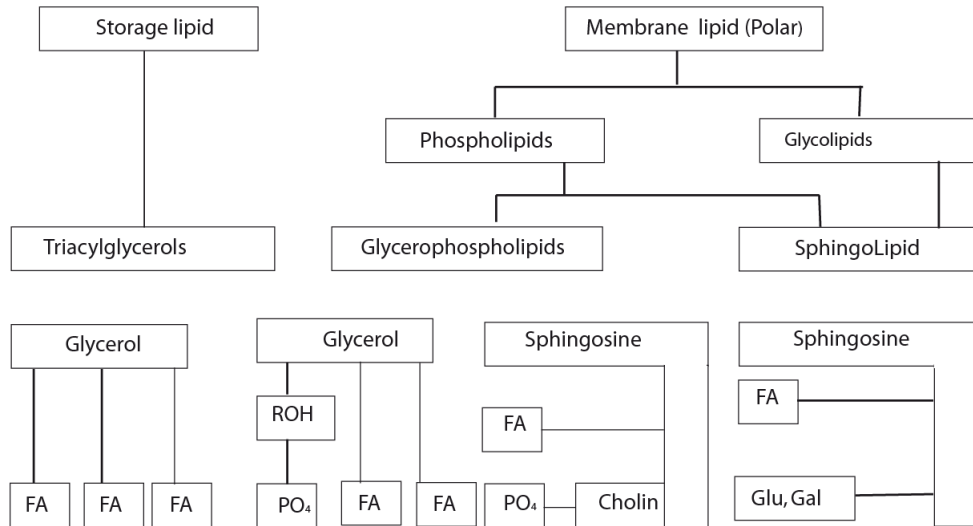 Storage lipid
Membrane lipid (Polar)
Phospholipids
Glycolipids
Triacylglycerols
Glycerophospholipids
SphingoLipid
Glycerol
Glycerol
Sphingosine
Sphingosine
ROH
FA
FA
FA
FA
FA
PO₄
FA
FA
PO₄
Cholin
Glu, Gal